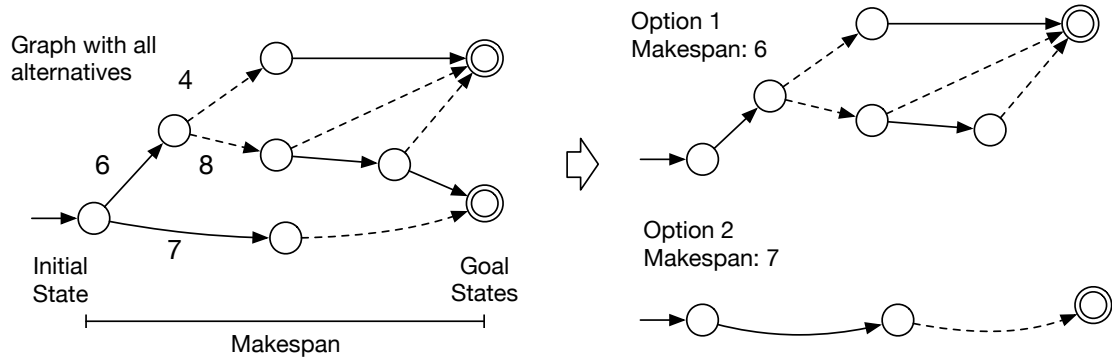 Graph with all
alternatives
4
6
8
7
Initial
State
Goal
States
Makespan
Option 1
Makespan: 6
Option 2
Makespan: 7